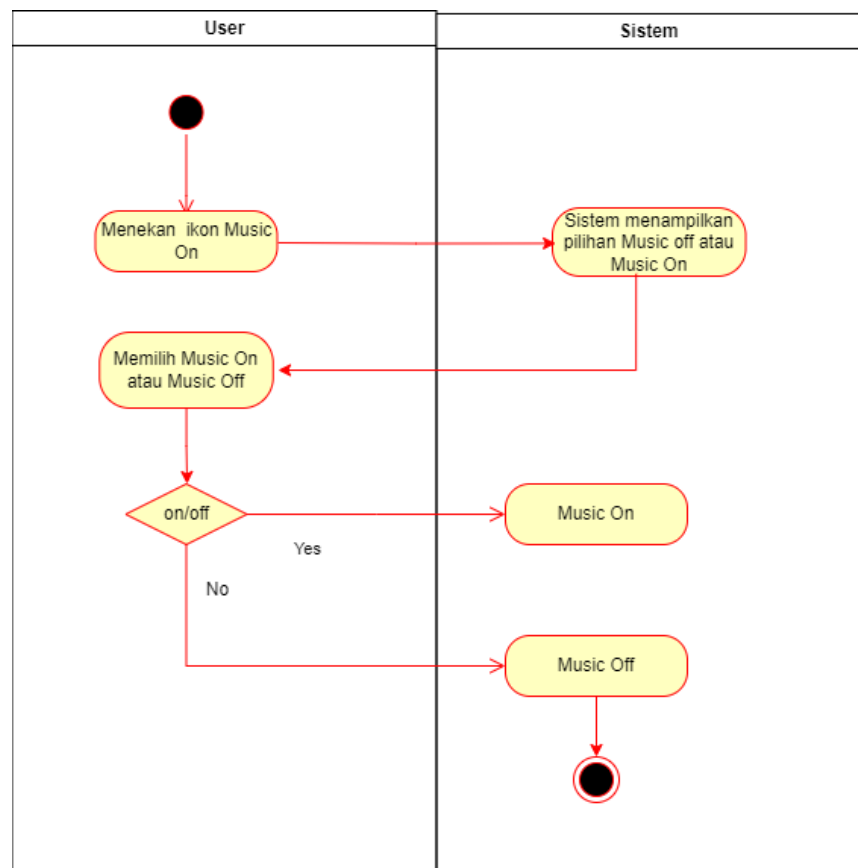 User
Sistem
Menekan ikon Music
On
Sistem menampilkan
pilihan Music off atau
Music On
Memilih Music On
atau Music Off
on/off
Music On
Yes
No
Music Off